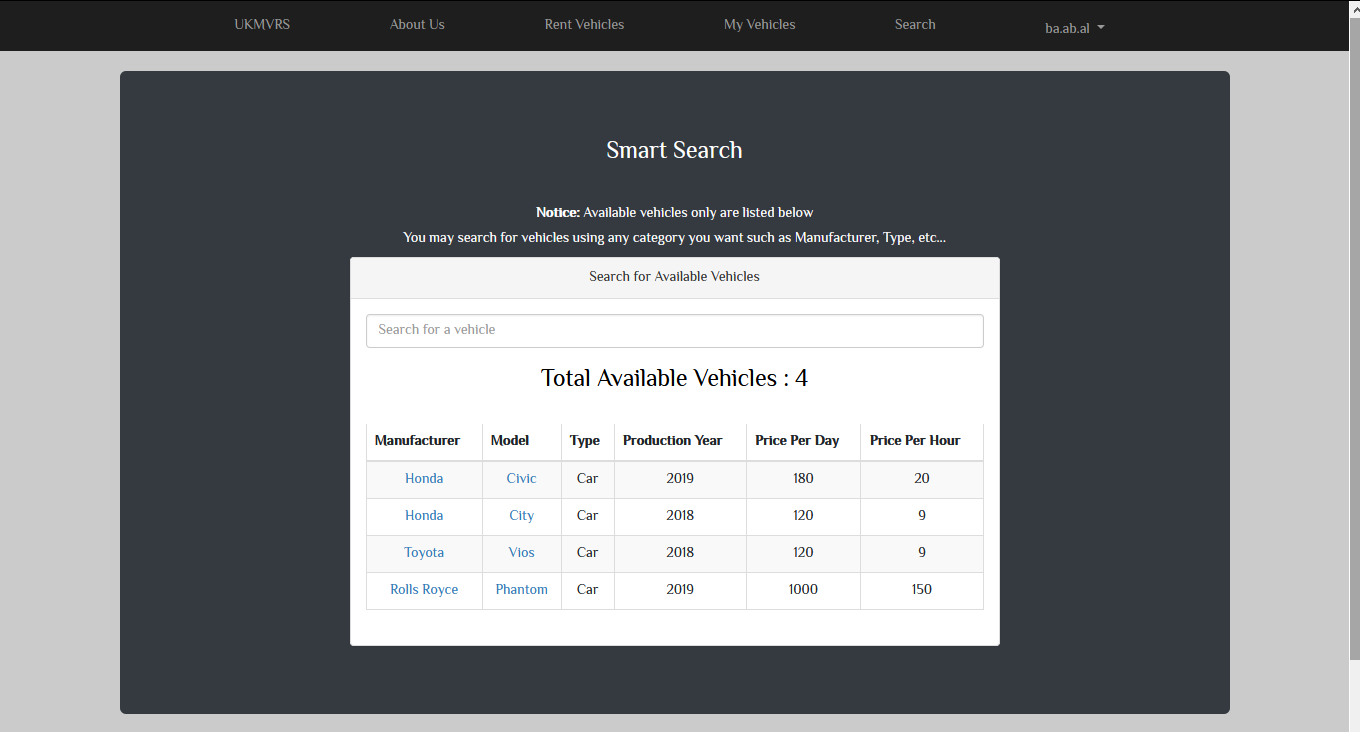 UKMVRS About Us Rent Vehicles My Vehicles Search ba.ab.al
Smart Search
Notice: Available vehicles only are listed below
You may search for vehicles using any category you want such as Manufacturer, Type, etc...
Search for Available Vehicles
Search for a vehicle
Total Available Vehicles : 4
Manufacturer Model Type Production Year Price Per Day Price Per Hour
Honda Civic Car 2019 180 20
Honda City Car 2018 120 9
Toyota Vios Car 2018 120 9
Rolls Royce Phantom Car 2019 1000 150